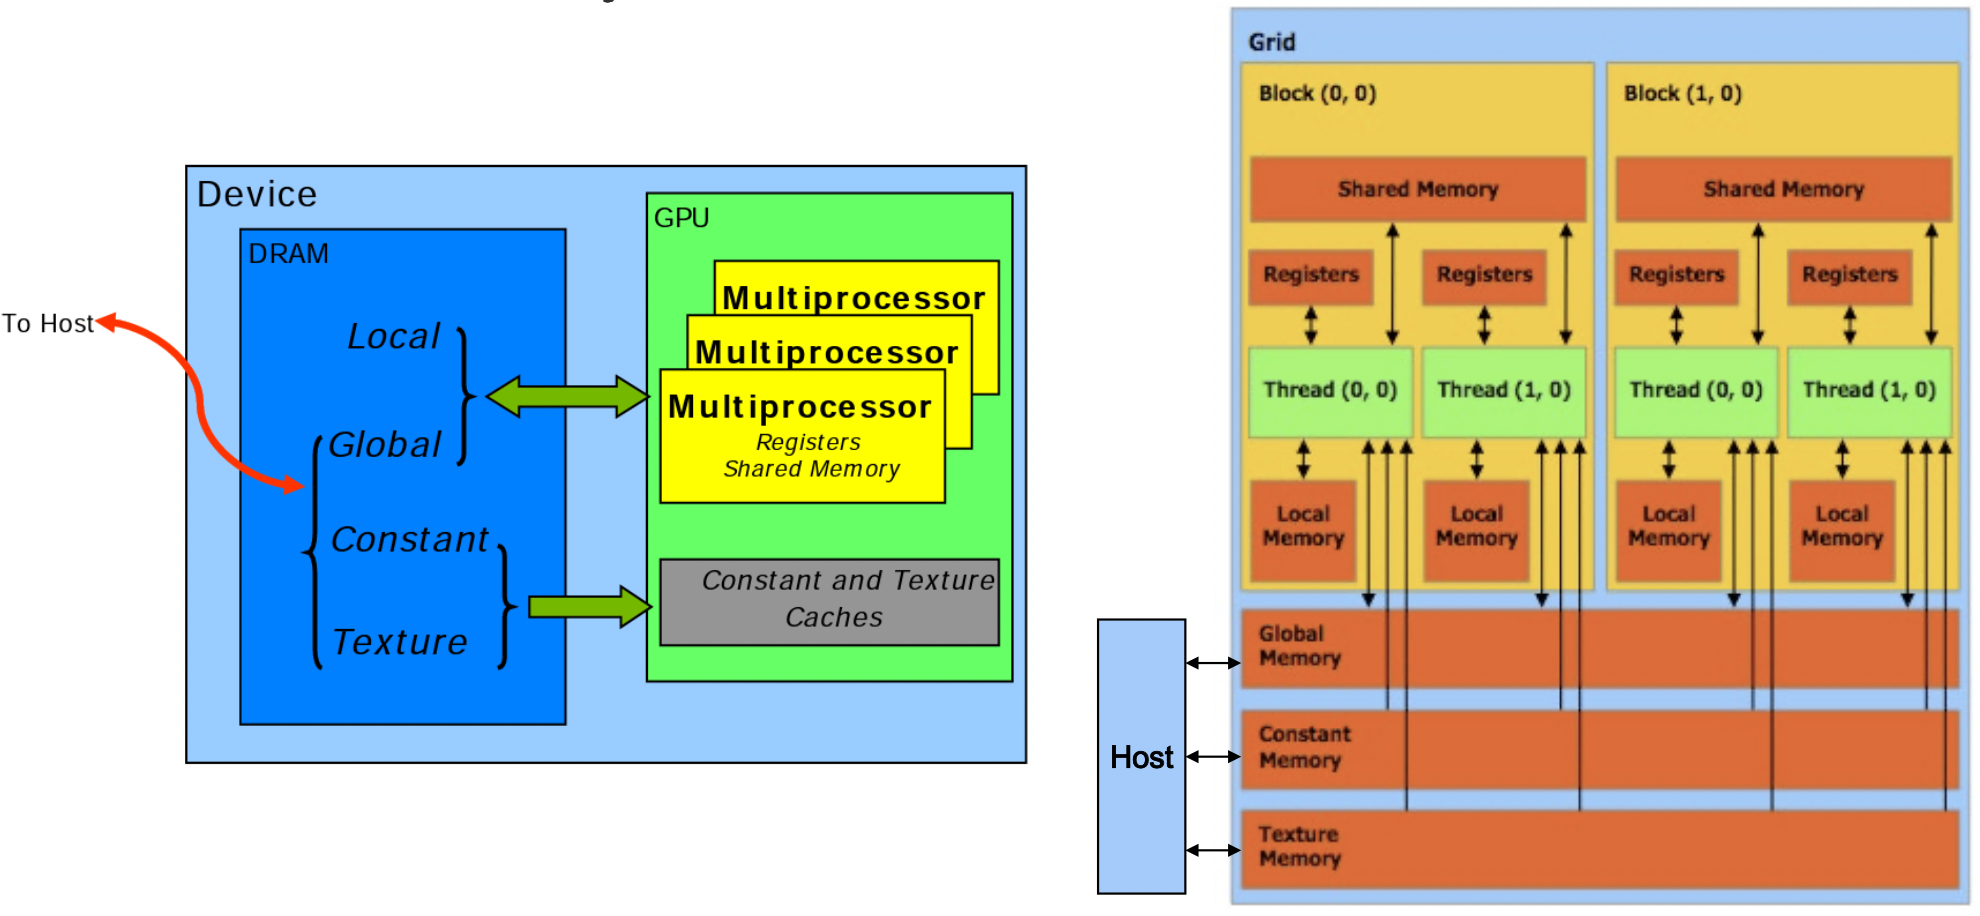 Device
DRAM
To Host
Local
Global
Constant
Texture
GPU
Multiprocessor
Multiprocessor
Multiprocessor
Registers
Shared Memory
Constant and Texture
Caches
Grid
Block (0, 0)
Block (1, 0)
Shared Memory
Shared Memory
Registers
Registers
Registers
Registers
Thread (0, 0)
Thread (1, 0)
Thread (0, 0)
Thread (1, 0)
Local
Memory
Local
Memory
Local
Memory
Local
Memory
Host
Global
Memory
Constant
Memory
Texture
Memory